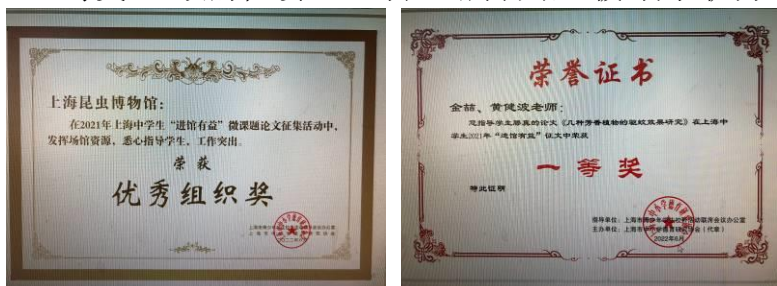 上海昆虫博物馆：
在2021年上海中学生“进馆有益”微课题论文征集活动中，
发挥场馆资源，悉心指导学生，工作突出。
荣获
优秀组织奖
荣誉证书
金喆、黄健波老师：
您指导学生滕真的论文《几种芳香植物的驱蚊效果研究》在上海中
学生2021年“进馆有益”征文中荣获
一等奖
特此证明
2022年6月